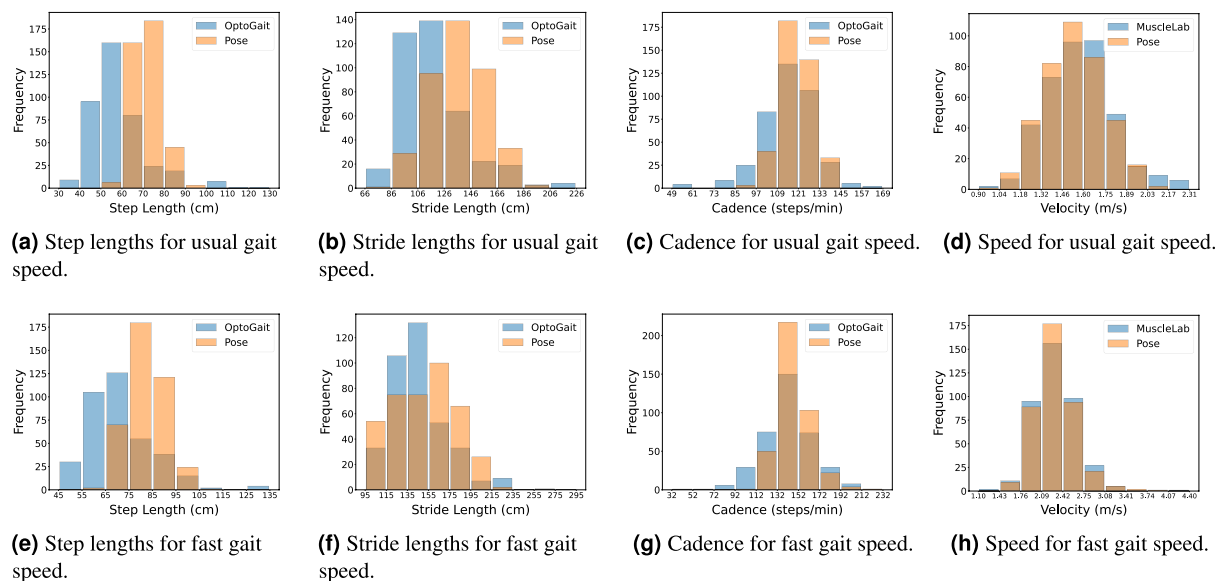 175
150
125
100
75
50
25
0
Frequency
30 40 50 60 70 80 90 100 110 120 130
Step Length (cm)
OptoGait
Pose
140
120
100
80
60
40
20
0
Frequency
66 86 106 126 146 166 186 206 226
Stride Length (cm)
OptoGait
Pose
175
150
125
100
75
50
25
0
Frequency
49 61 73 85 97 109 121 133 145 157 169
Cadence (steps/min)
OptoGait
Pose
100
80
60
40
20
0
Frequency
0.90 1.04 1.18 1.32 1.46 1.60 1.75 1.89 2.03 2.17 2.31
Velocity (m/s)
MuscleLab
Pose
(a) Step lengths for usual gait
speed.
(b) Stride lengths for usual gait
speed.
(c) Cadence for usual gait speed.
(d) Speed for usual gait speed.
175
150
125
100
75
50
25
0
Frequency
45 55 65 75 85 95 105 115 125 135
Step Length (cm)
OptoGait
Pose
120
100
80
60
40
20
0
Frequency
95 115 135 155 175 195 215 235 255 275 295
Stride Length (cm)
OptoGait
Pose
200
150
100
50
0
Frequency
32 52 72 92 112 132 152 172 192 212 232
Cadence (steps/min)
OptoGait
Pose
175
150
125
100
75
50
25
0
Frequency
1.10 1.43 1.76 2.09 2.42 2.75 3.08 3.41 3.74 4.07 4.40
Velocity (m/s)
MuscleLab
Pose
(e) Step lengths for fast gait
speed.
(f) Stride lengths for fast gait
speed.
(g) Cadence for fast gait speed.
(h) Speed for fast gait speed.